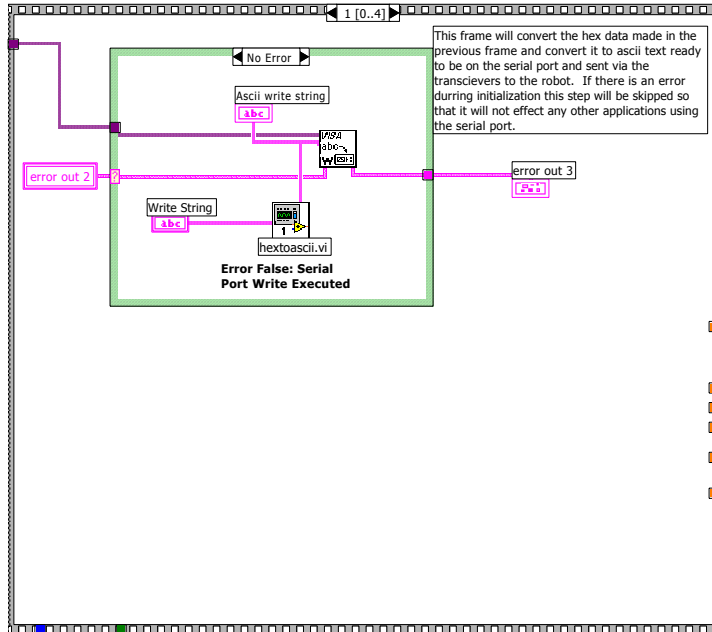 1 [0..4]
This frame will convert the hex data made in the
previous frame and convert it to ascii text ready
to be on the serial port and sent via the
transcievers to the robot.  If there is an error
durring initialization this step will be skipped so
that it will not effect any other applications using
the serial port.
No Error
Ascii write string
abc
VISA
abc
W
error out 2
?
error out 3
Write String
abc
1
hextoascii.vi
Error False: Serial
Port Write Executed